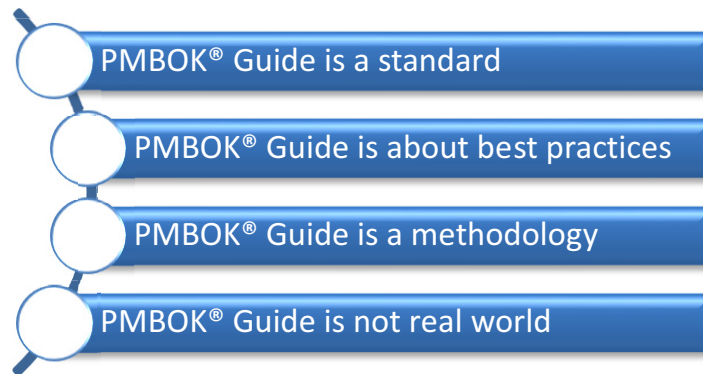 PMBOK® Guide is a standard
PMBOK® Guide is about best practices
PMBOK® Guide is a methodology
PMBOK® Guide is not real world